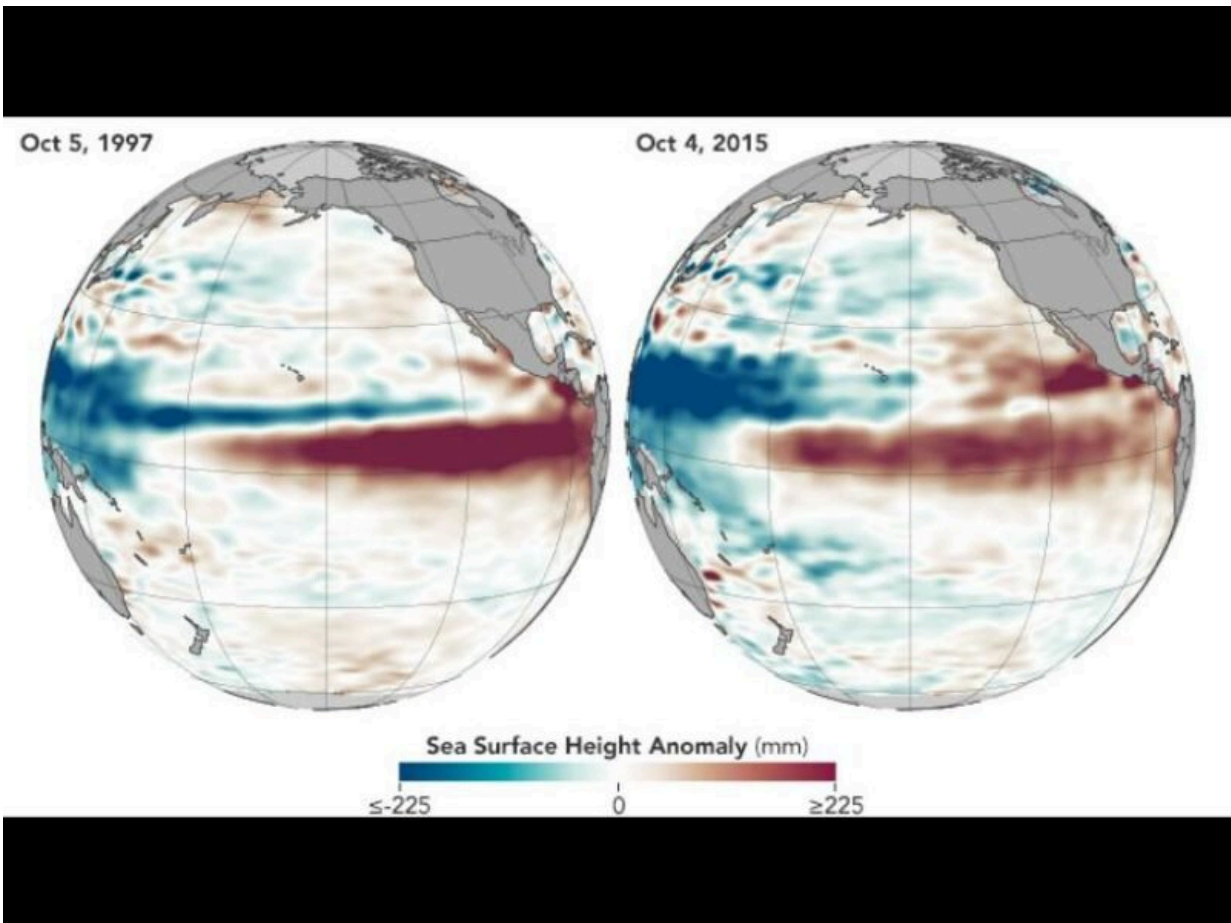 Oct 5, 1997
Oct 4, 2015
Sea Surface Height Anomaly (mm)
≤-225 0 ≥225